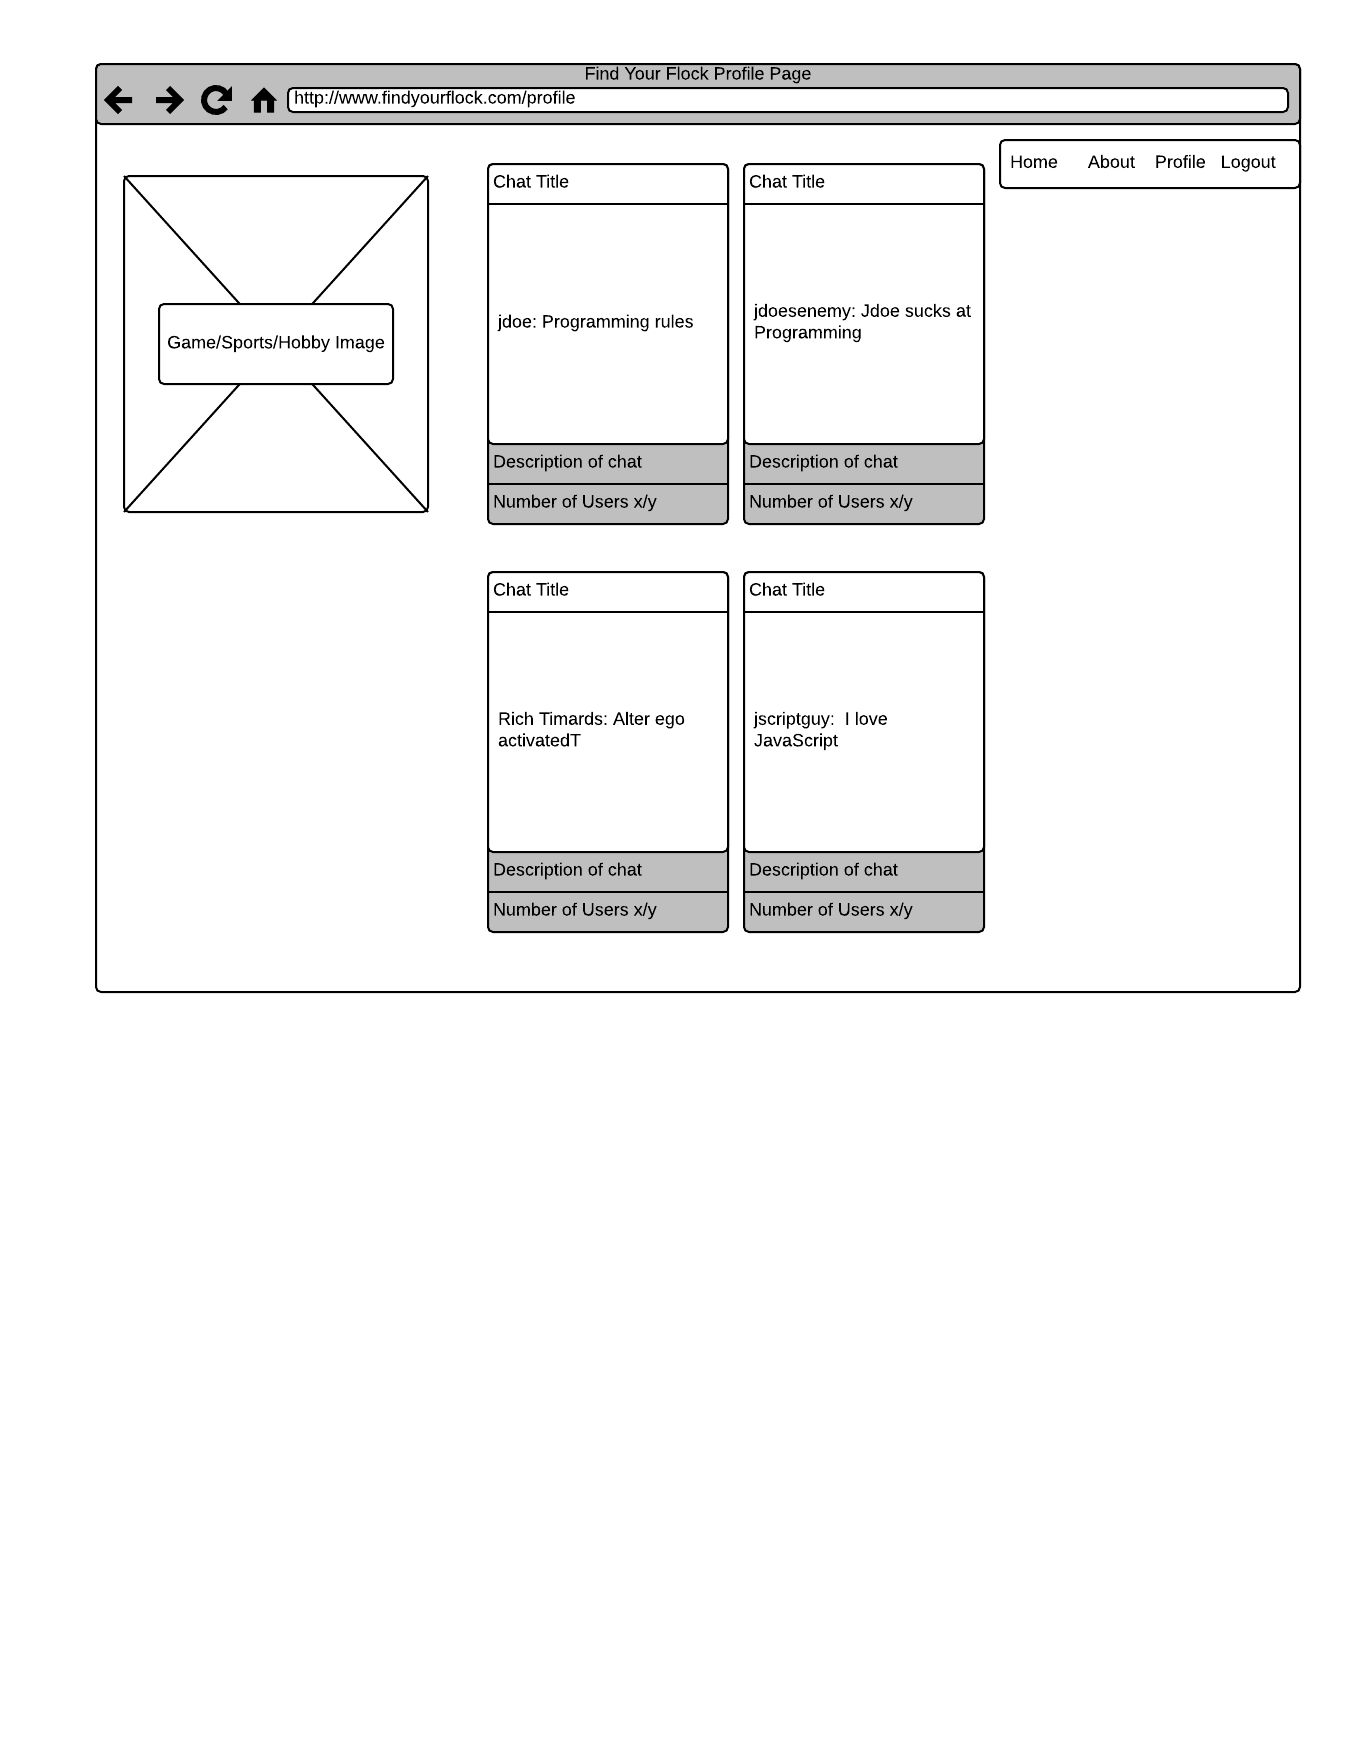 Find Your Flock Profile Page
http://www.findyourflock.com/profile
Home About Profile Logout
Game/Sports/Hobby Image
Chat Title
jdoe: Programming rules
Description of chat
Number of Users x/y
Chat Title
jdoesenemy: Jdoe sucks at
Programming
Description of chat
Number of Users x/y
Chat Title
Rich Timards: Alter ego
activatedT
Description of chat
Number of Users x/y
Chat Title
jscriptguy:  I love
JavaScript
Description of chat
Number of Users x/y